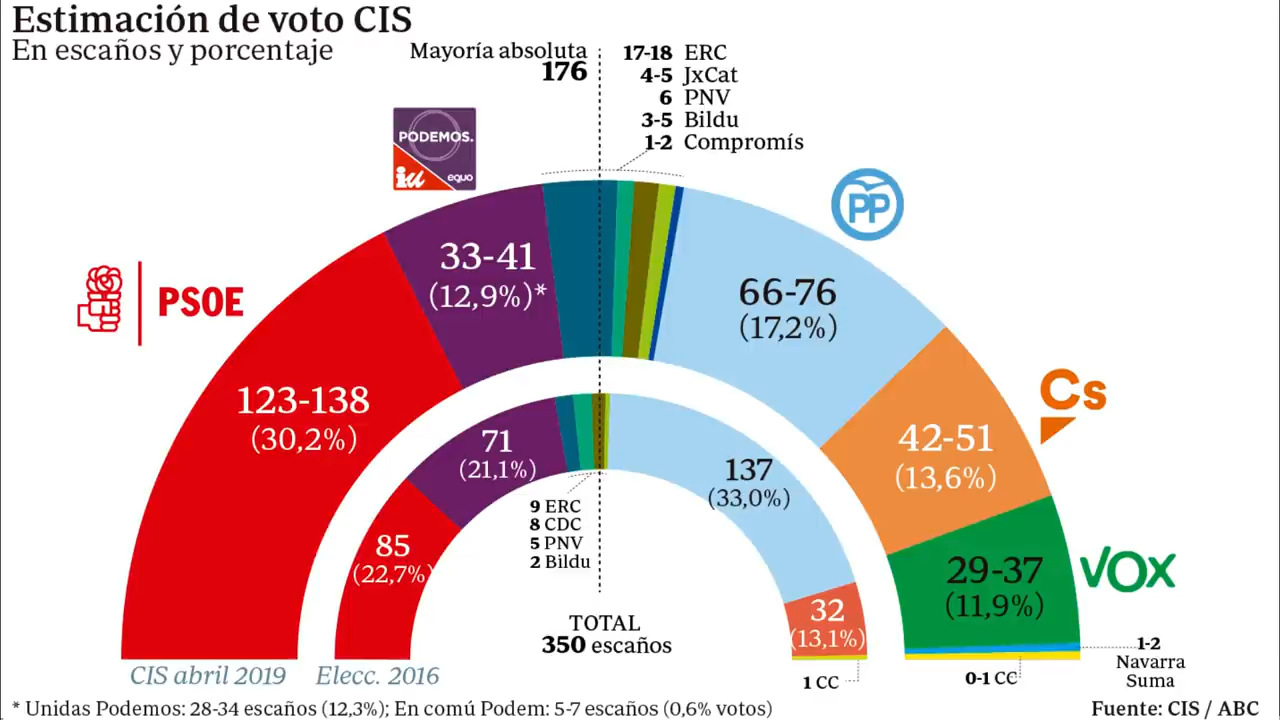 Estimación de voto CIS
En escaños y porcentaje
Mayoría absoluta
176
17-18 ERC
4-5 JxCat
6 PNV
3-5 Bildu
1-2 Compromís
PODEMOS.
iu equo
PP
33-41
(12,9%)*
66-76
(17,2%)
PSOE
123-138
(30,2%)
Cs
42-51
(13,6%)
71
(21,1%)
137
(33,0%)
9 ERC
8 CDC
5 PNV
2 Bildu
85
(22,7%)
29-37
(11,9%)
VOX
32
(13,1%)
TOTAL
350 escaños
1 CC
0-1 CC
1-2
Navarra
Suma
CIS abril 2019
Elecc. 2016
* Unidas Podemos: 28-34 escaños (12,3%); En comú Podem: 5-7 escaños (0,6% votos)
Fuente: CIS / ABC